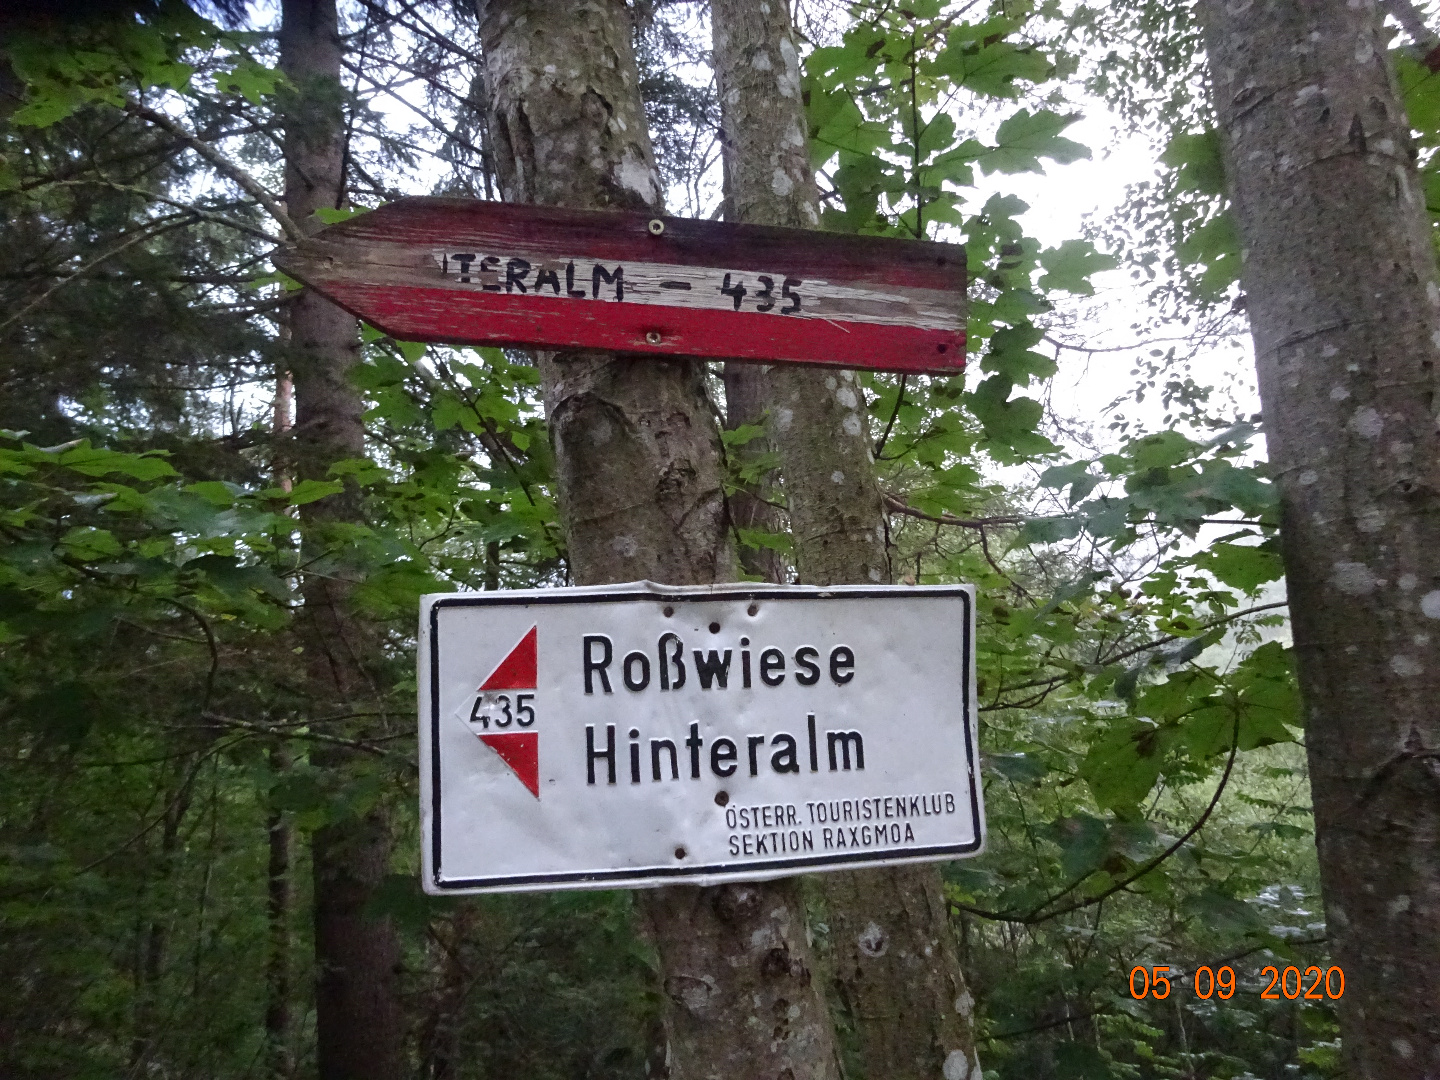 ITERALM - 435
Roßwiese
435
Hinteralm
ÖSTERR. TOURISTENKLUB
SEKTION RAXGMOA
05 09 2020